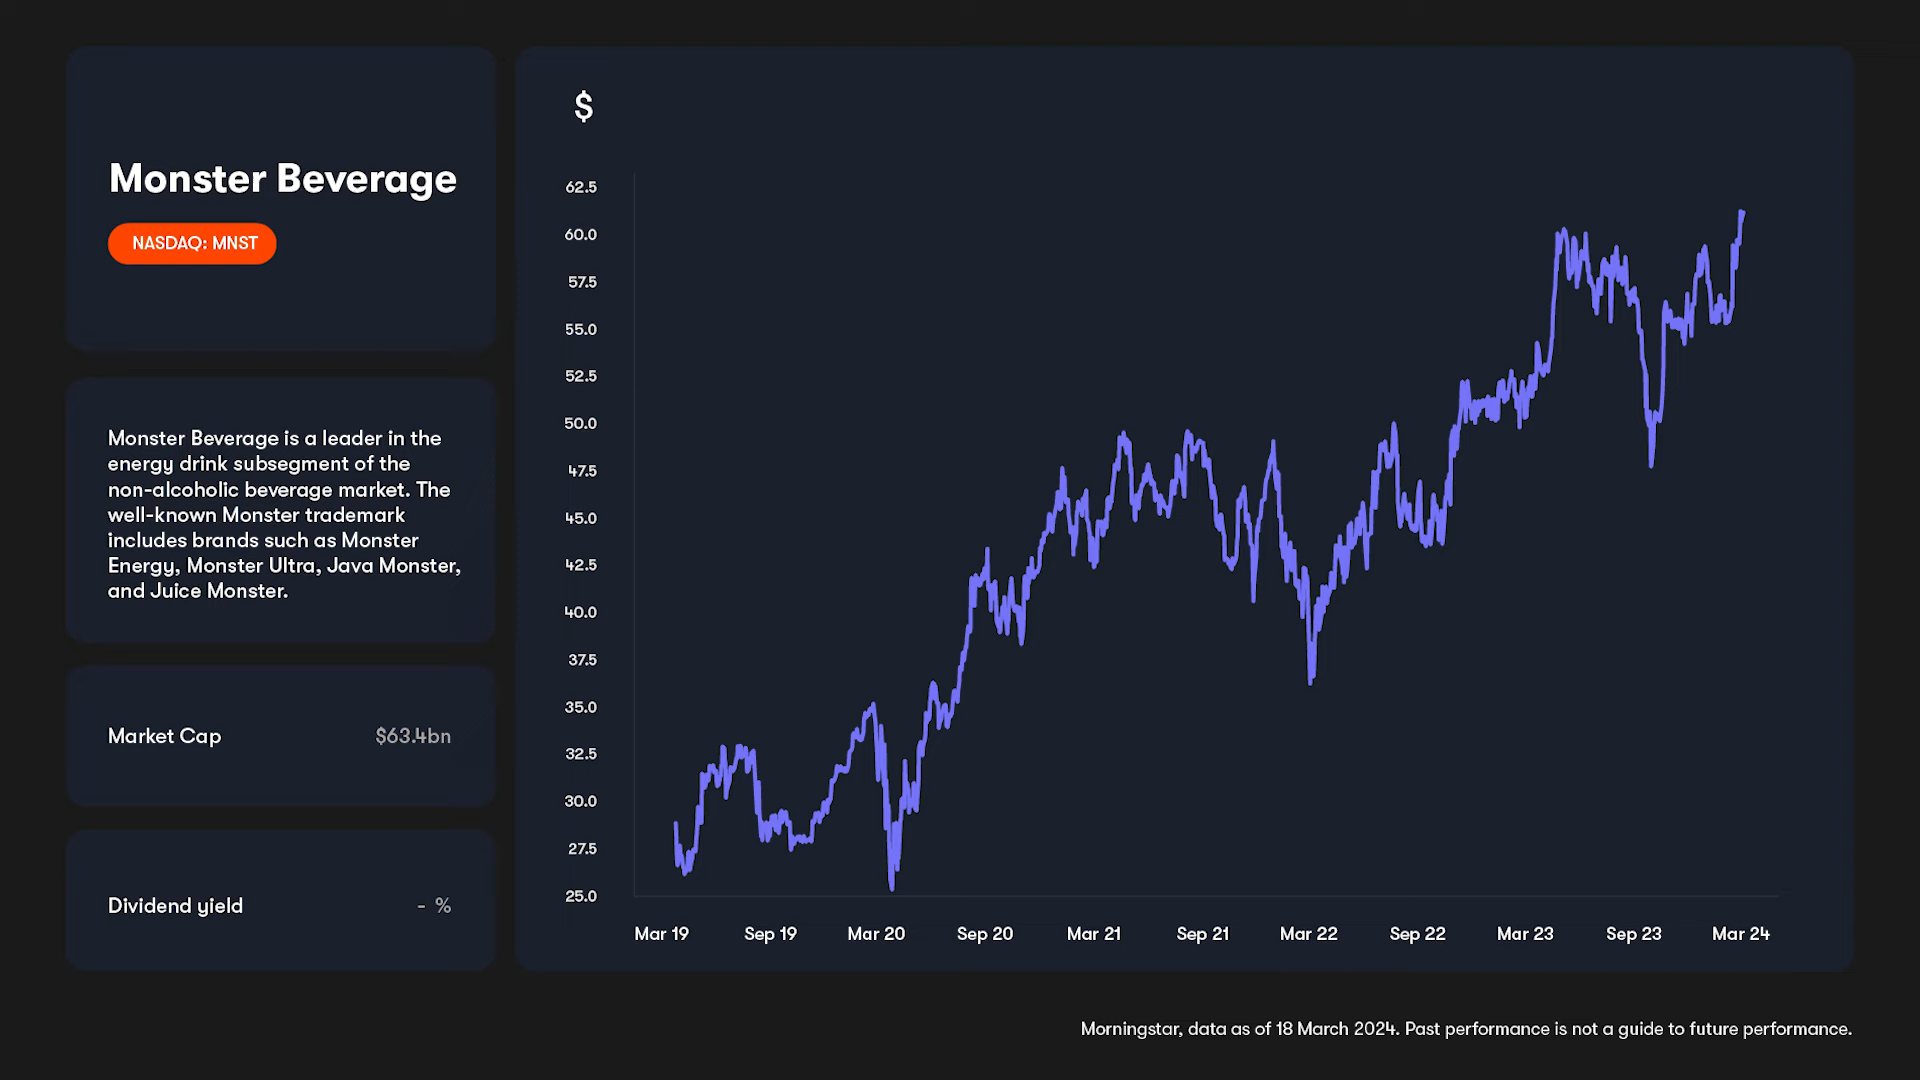 Monster Beverage
NASDAQ: MNST
Monster Beverage is a leader in the
energy drink subsegment of the
non-alcoholic beverage market. The
well-known Monster trademark
includes brands such as Monster
Energy, Monster Ultra, Java Monster,
and Juice Monster.
Market Cap $63.4bn
Dividend yield - %
$
62.5
60.0
57.5
55.0
52.5
50.0
47.5
45.0
42.5
40.0
37.5
35.0
32.5
30.0
27.5
25.0
Mar 19 Sep 19 Mar 20 Sep 20 Mar 21 Sep 21 Mar 22 Sep 22 Mar 23 Sep 23 Mar 24
Morningstar, data as of 18 March 2024. Past performance is not a guide to future performance.